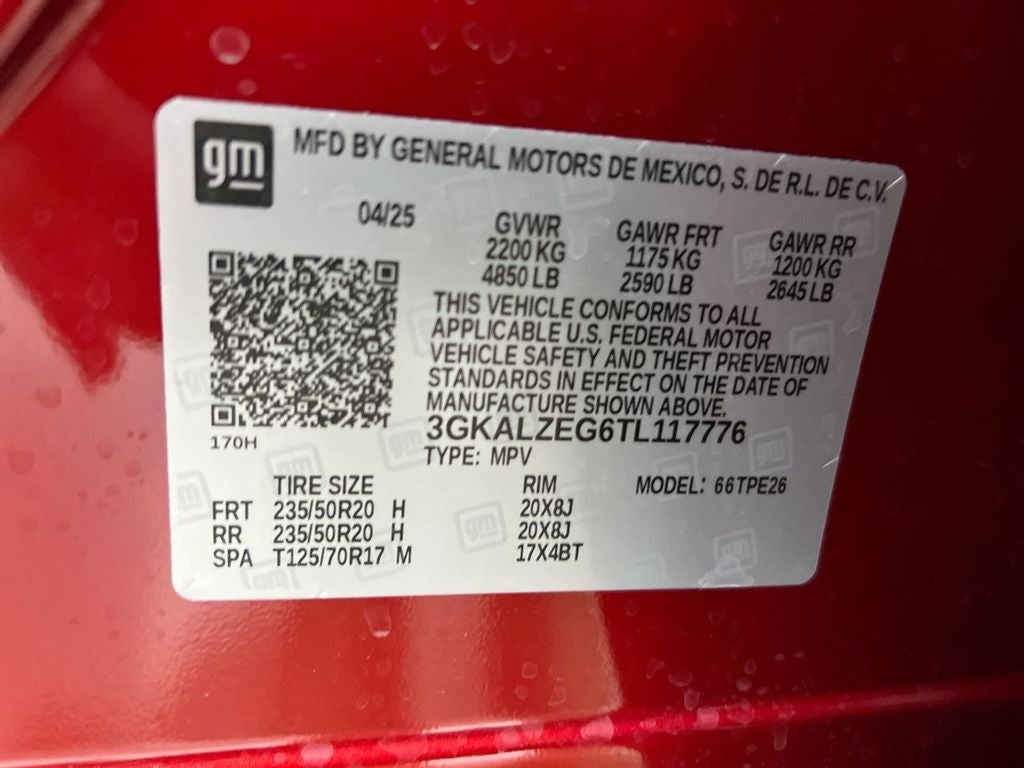 gm MFD BY GENERAL MOTORS DE MEXICO, S. DE R.L. DE C.V.
04/25 GVWR GAWR FRT GAWR RR
2200 KG 1175 KG 1200 KG
4850 LB 2590 LB 2645 LB
THIS VEHICLE CONFORMS TO ALL
APPLICABLE U.S. FEDERAL MOTOR
VEHICLE SAFETY AND THEFT PREVENTION
STANDARDS IN EFFECT ON THE DATE OF
MANUFACTURE SHOWN ABOVE.
170H 3GKALZEG6TL117776
TYPE: MPV
TIRE SIZE RIM MODEL: 66TPE26
FRT 235/50R20 H 20X8J
RR 235/50R20 H 20X8J
SPA T125/70R17 M 17X4BT